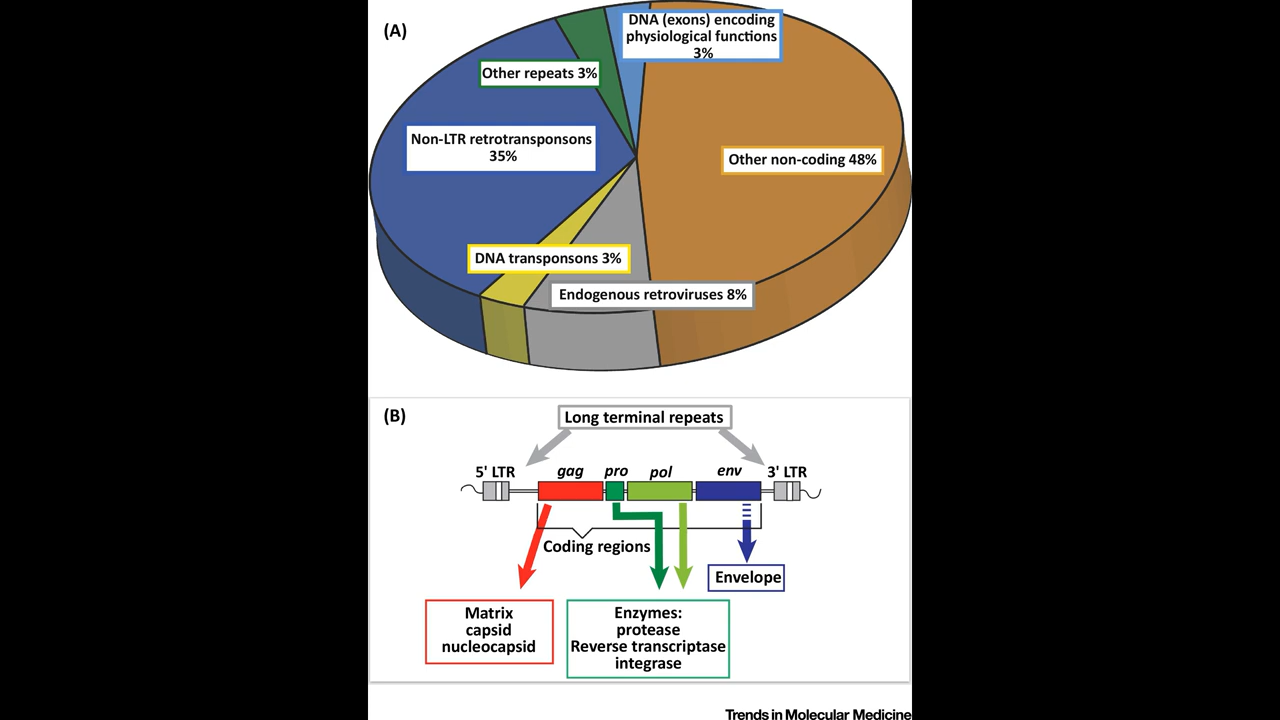 (A)
DNA (exons) encoding
physiological functions
3%
Other repeats 3%
Non-LTR retrotransponsons
35%
Other non-coding 48%
DNA transponsons 3%
Endogenous retroviruses 8%
(B)
Long terminal repeats
5' LTR
gag
pro
pol
env
3' LTR
Coding regions
Envelope
Matrix
capsid
nucleocapsid
Enzymes:
protease
Reverse transcriptase
integrase
Trends in Molecular Medicine